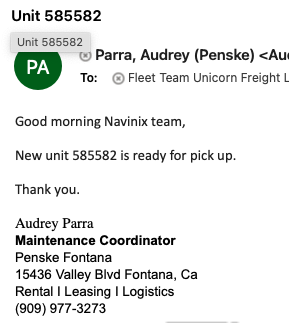 Unit 585582
Unit 585582
PA
Parra, Audrey (Penske)
To: Fleet Team Unicorn Freight
Good morning Navinix team,
New unit 585582 is ready for pick up.
Thank you.
Audrey Parra
Maintenance Coordinator
Penske Fontana
15436 Valley Blvd Fontana, Ca
Rental I Leasing I Logistics
(909) 977-3273